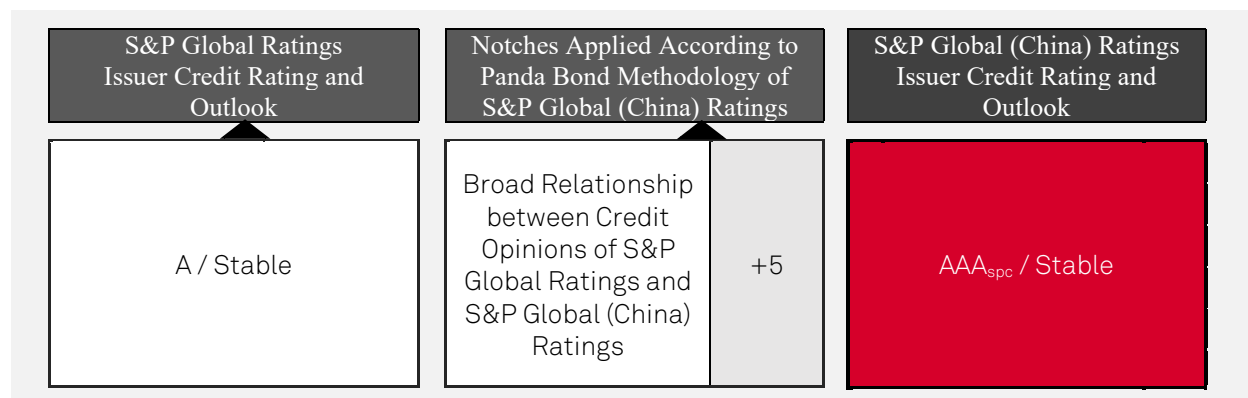 S&P Global Ratings
Issuer Credit Rating and
Outlook
Notches Applied According to
Panda Bond Methodology of
S&P Global (China) Ratings
S&P Global (China) Ratings
Issuer Credit Rating and
Outlook
A / Stable
Broad Relationship
between Credit
Opinions of S&P
Global Ratings and
S&P Global (China)
Ratings
+5
AAAspc / Stable